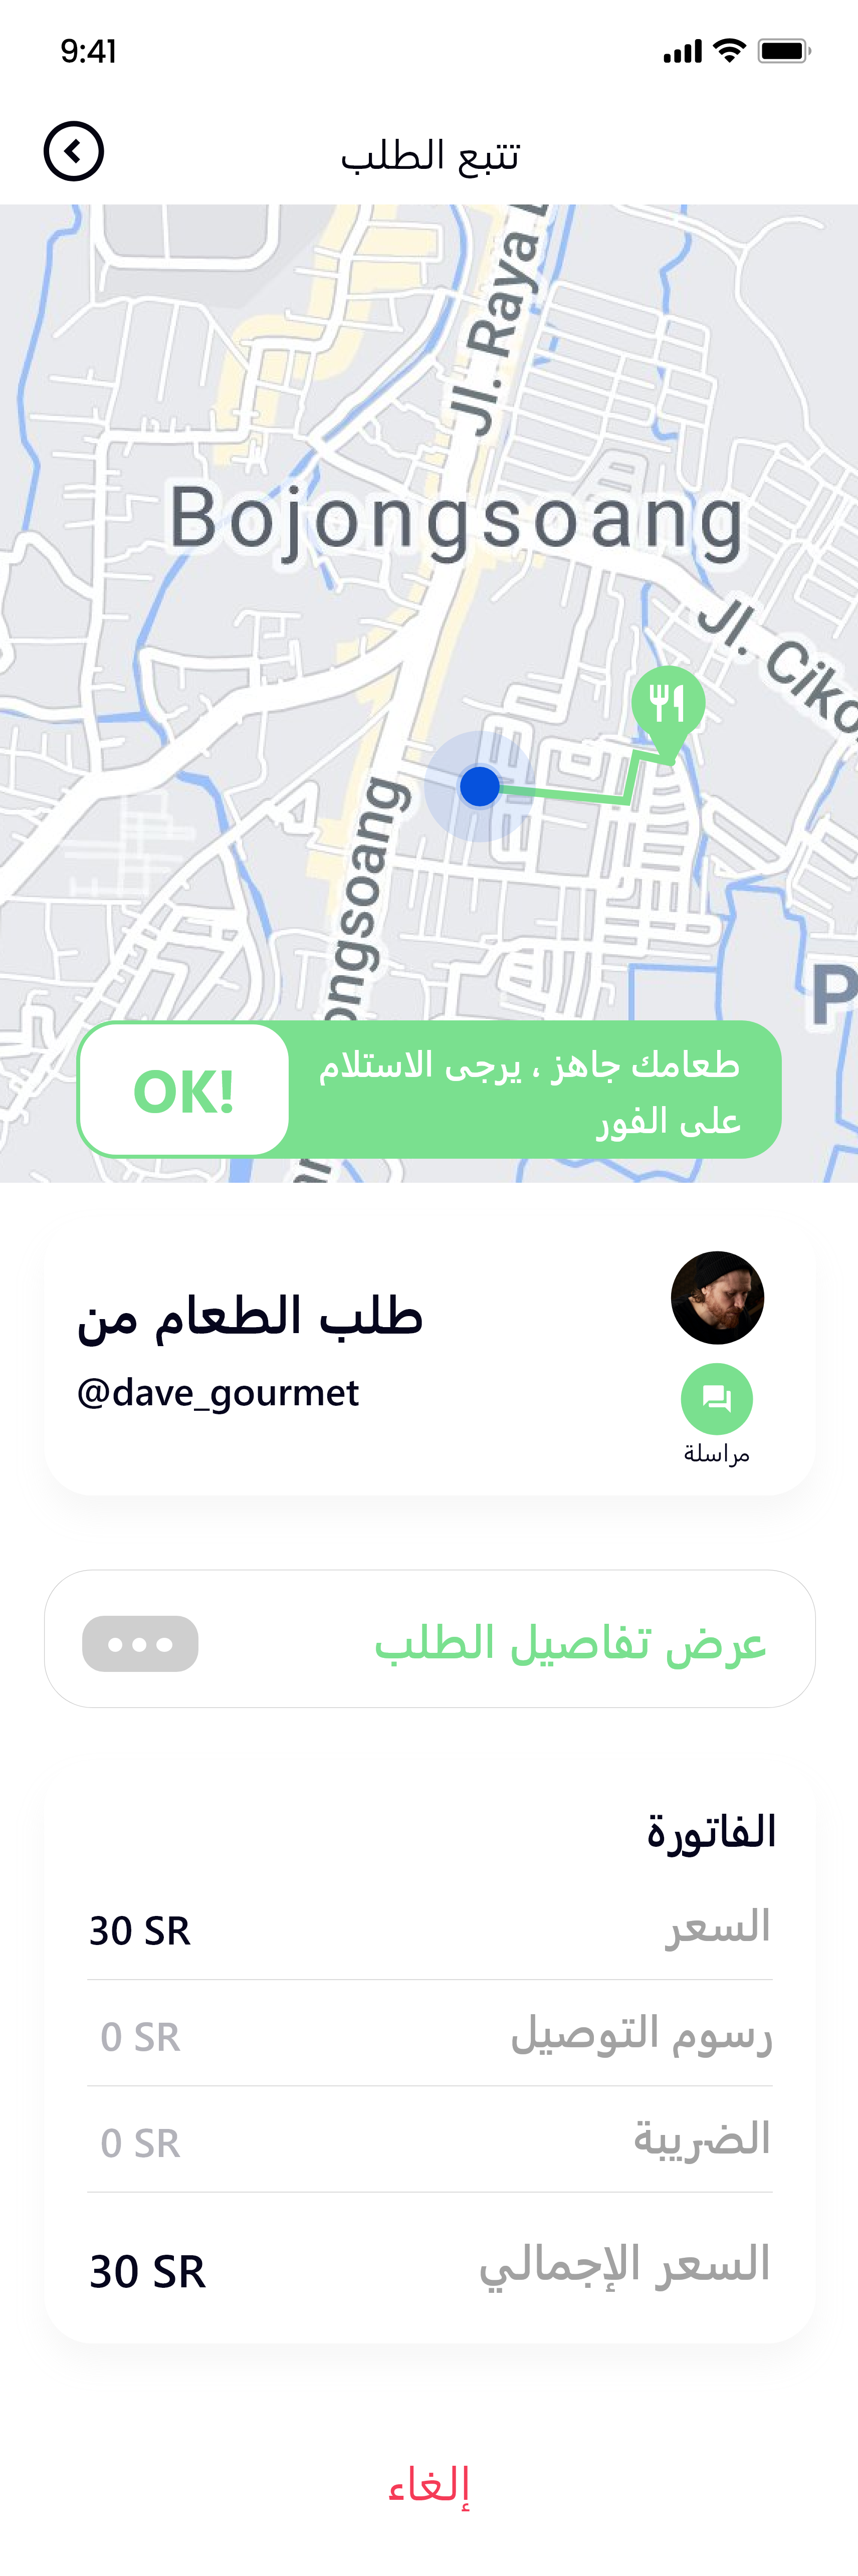 9:41
تتبع الطلب
Jl. Raya
Bojongsoang
Jl. Ciko
ongsoang
P
طعامك جاهز ، يرجى الاستلام
على الفور
OK!
طلب الطعام من
@dave_gourmet
مراسلة
عرض تفاصيل الطلب
الفاتورة
السعر 30 SR
رسوم التوصيل 0 SR
الضريبة 0 SR
السعر الإجمالي 30 SR
إلغاء